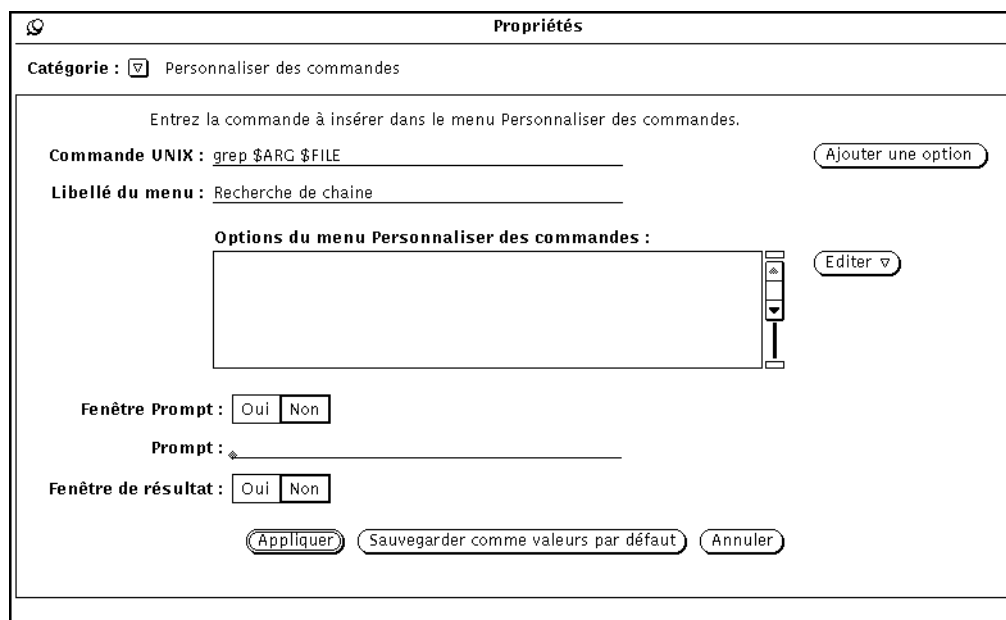 Propriétés
Catégorie : Personnaliser des commandes
Entrez la commande à insérer dans le menu Personnaliser des commandes.
Commande UNIX : grep $ARG $FILE Ajouter une option
Libellé du menu : Recherche de chaine
Options du menu Personnaliser des commandes :
Editer
Fenêtre Prompt : Oui Non
Prompt :
Fenêtre de résultat : Oui Non
Appliquer Sauvegarder comme valeurs par défaut Annuler